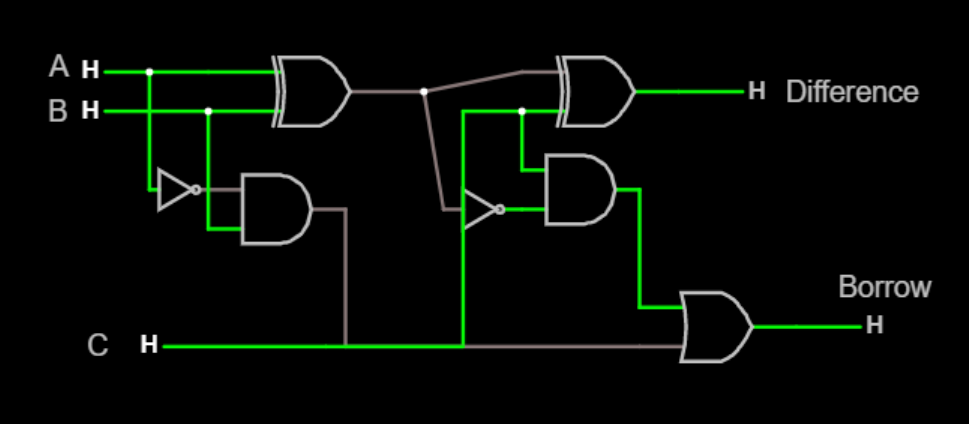 A H
B H
H Difference
Borrow
H
C H